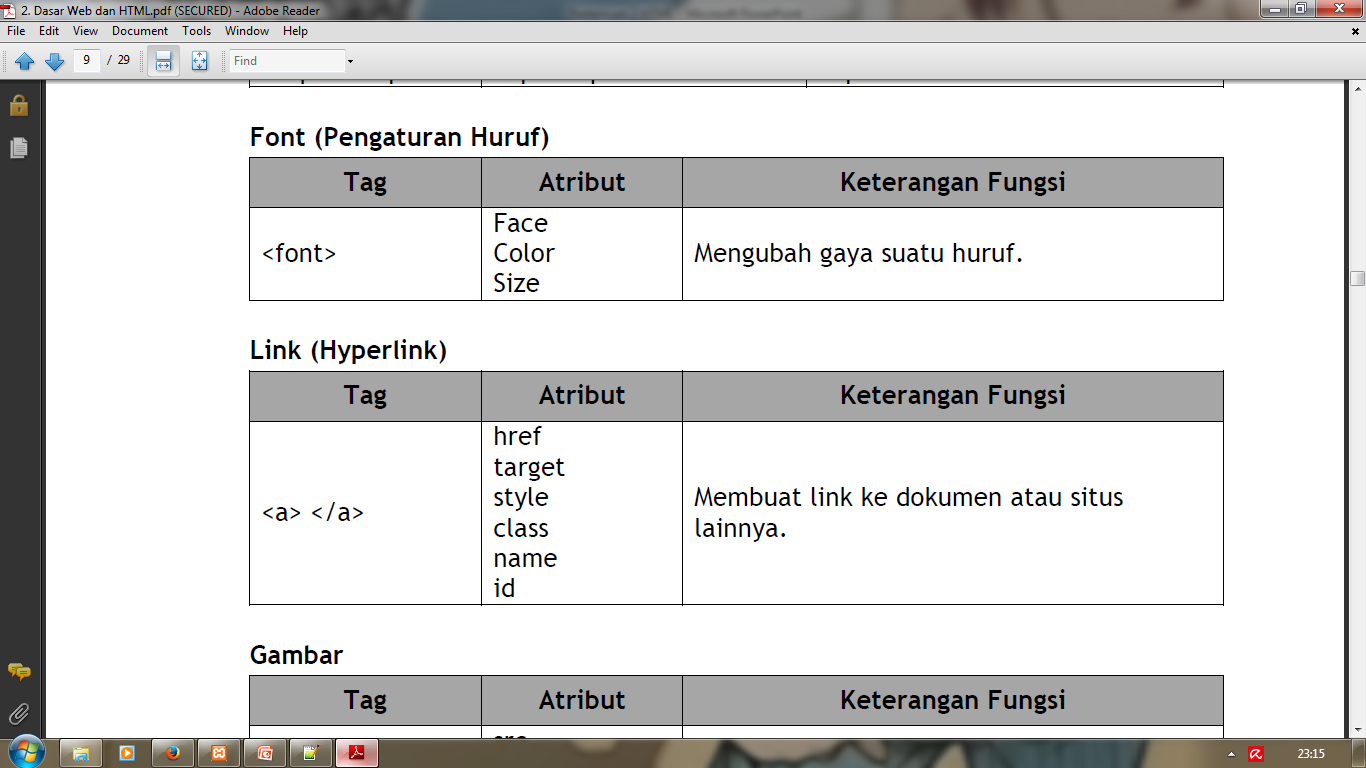 2. Dasar Web dan HTML.pdf (SECURED) - Adobe Reader
File Edit View Document Tools Window Help
9 / 29 Find
Font (Pengaturan Huruf)
Tag Atribut Keterangan Fungsi
Face
Color
Size
<font>
Mengubah gaya suatu huruf.
Link (Hyperlink)
Tag Atribut Keterangan Fungsi
href
target
style
class
name
id
<a> </a>
Membuat link ke dokumen atau situs
lainnya.
Gambar
Tag Atribut Keterangan Fungsi
23:15